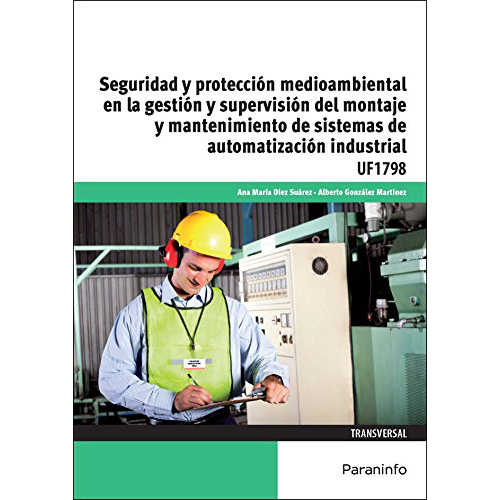 Seguridad y protección medioambiental
en la gestión y supervisión del montaje
y mantenimiento de sistemas de
automatización industrial
UF1798
Ana María Diez Suárez - Alberto González Martínez
TRANSVERSAL
Paraninfo